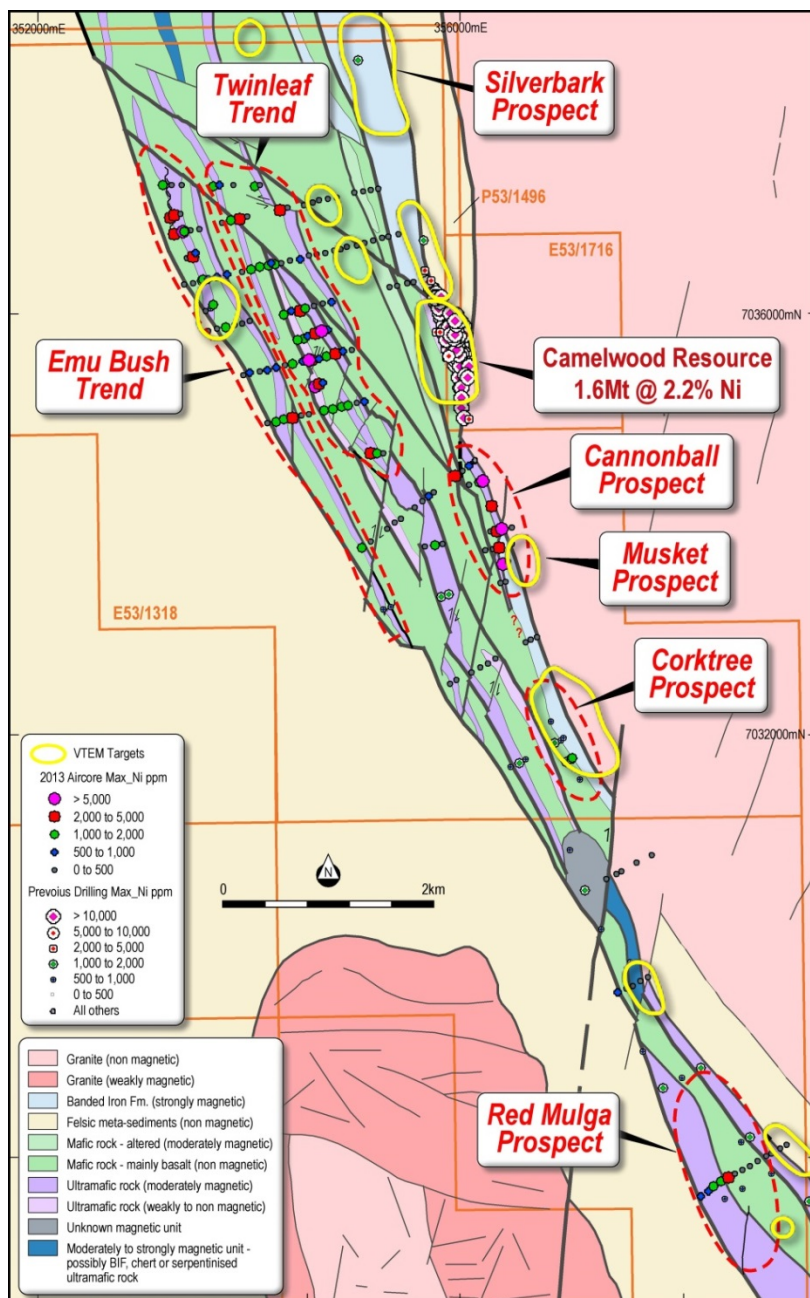 352000mE
356000mE
Twinleaf
Trend
Silverbark
Prospect
P53/1496
E53/1716
7036000mN
Emu Bush
Trend
Camelwood Resource
1.6Mt @ 2.2% Ni
Cannonball
Prospect
Musket
Prospect
E53/1318
??
Corktree
Prospect
7032000mN
VTEM Targets
2013 Aircore Max_Ni ppm
> 5,000
2,000 to 5,000
1,000 to 2,000
500 to 1,000
0 to 500
Prevoius Drilling Max_Ni ppm
> 10,000
5,000 to 10,000
2,000 to 5,000
1,000 to 2,000
500 to 1,000
0 to 500
All others
N
0 2km
Granite (non magnetic)
Granite (weakly magnetic)
Banded Iron Fm. (strongly magnetic)
Felsic meta-sediments (non magnetic)
Mafic rock - altered (moderately magnetic)
Mafic rock - mainly basalt (non magnetic)
Ultramafic rock (moderately magnetic)
Ultramafic rock (weakly to non magnetic)
Unknown magnetic unit
Moderately to strongly magnetic unit -
possibly BIF, chert or serpentinised
ultramafic rock
Red Mulga
Prospect